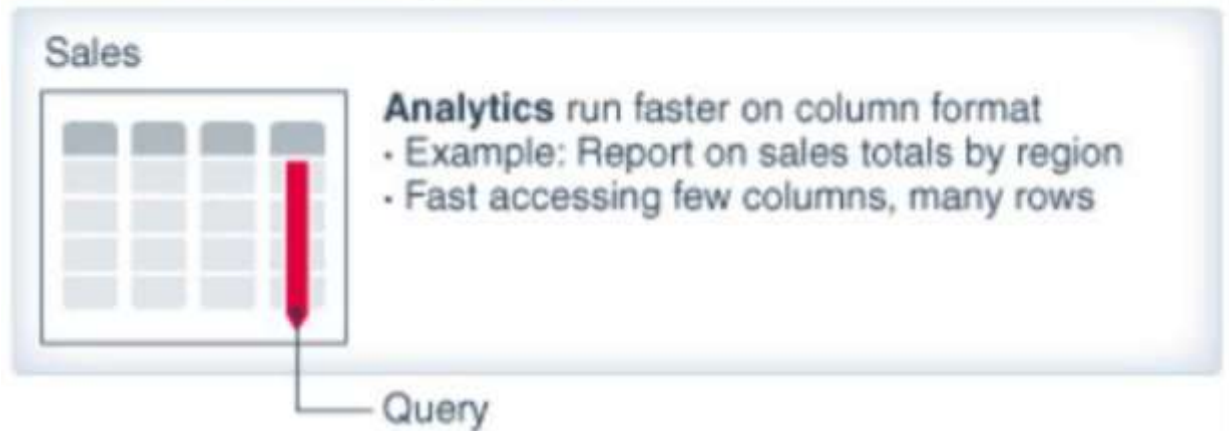 Sales
Analytics run faster on column format
- Example: Report on sales totals by region
- Fast accessing few columns, many rows
Query